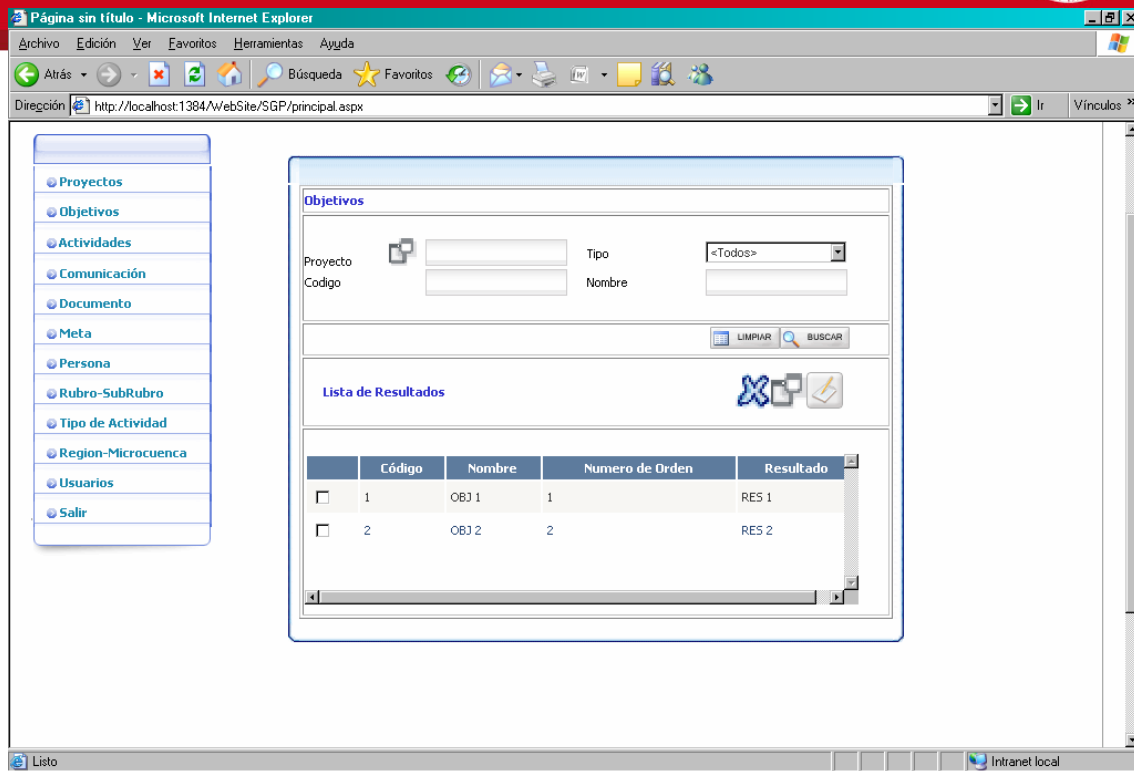 Página sin título - Microsoft Internet Explorer
Archivo Edición Ver Favoritos Herramientas Ayuda
Atrás Búsqueda Favoritos
Dirección http://localhost:1384/WebSite/SGP/principal.aspx Ir Vínculos »
Proyectos
Objetivos
Actividades
Comunicación
Documento
Meta
Persona
Rubro-SubRubro
Tipo de Actividad
Region-Microcuenca
Usuarios
Salir
Objetivos
Proyecto Tipo <Todos>
Codigo Nombre
LIMPIAR BUSCAR
Lista de Resultados
Código Nombre Numero de Orden Resultado
1 OBJ 1 1 RES 1
2 OBJ 2 2 RES 2
Listo Intranet local